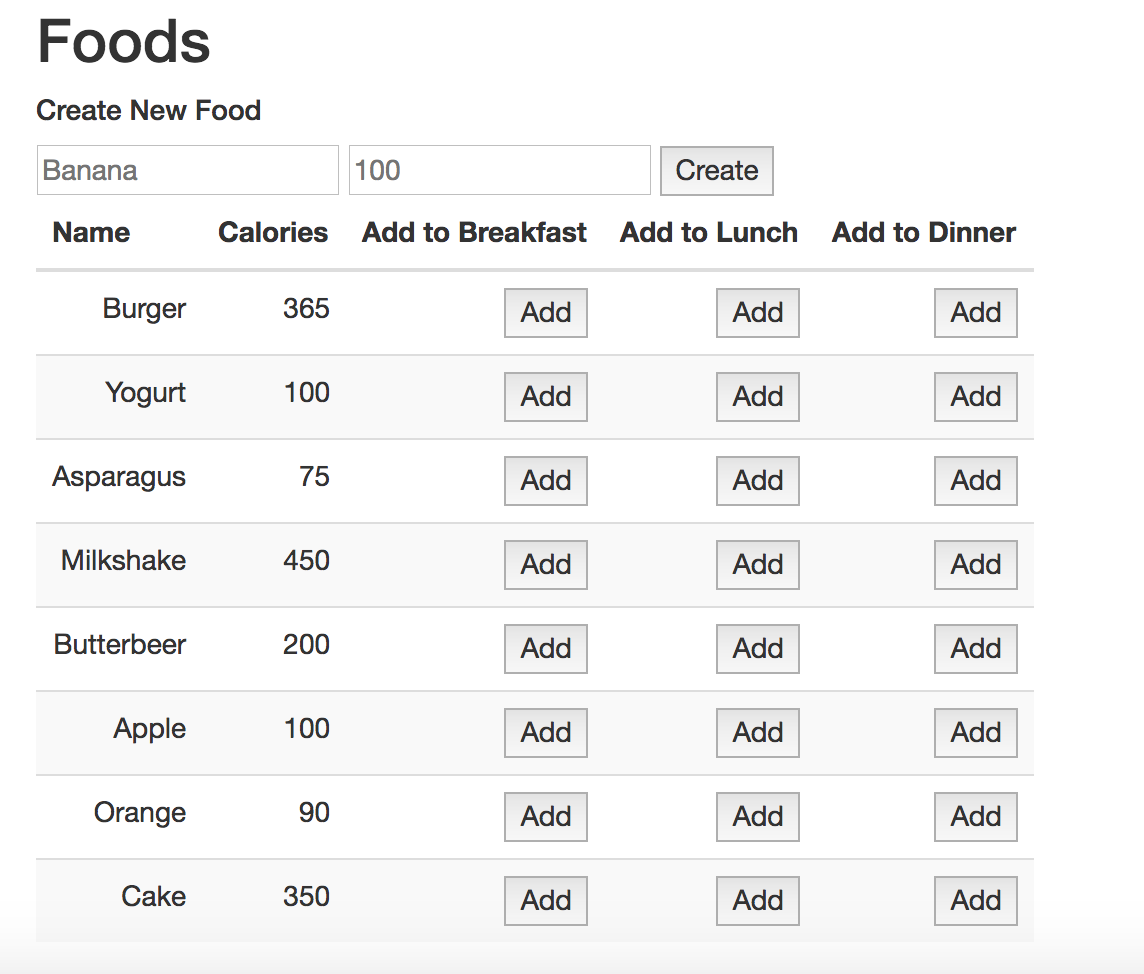 Foods
Create New Food
Banana 100 Create
Name Calories Add to Breakfast Add to Lunch Add to Dinner
Burger 365 Add Add Add
Yogurt 100 Add Add Add
Asparagus 75 Add Add Add
Milkshake 450 Add Add Add
Butterbeer 200 Add Add Add
Apple 100 Add Add Add
Orange 90 Add Add Add
Cake 350 Add Add Add